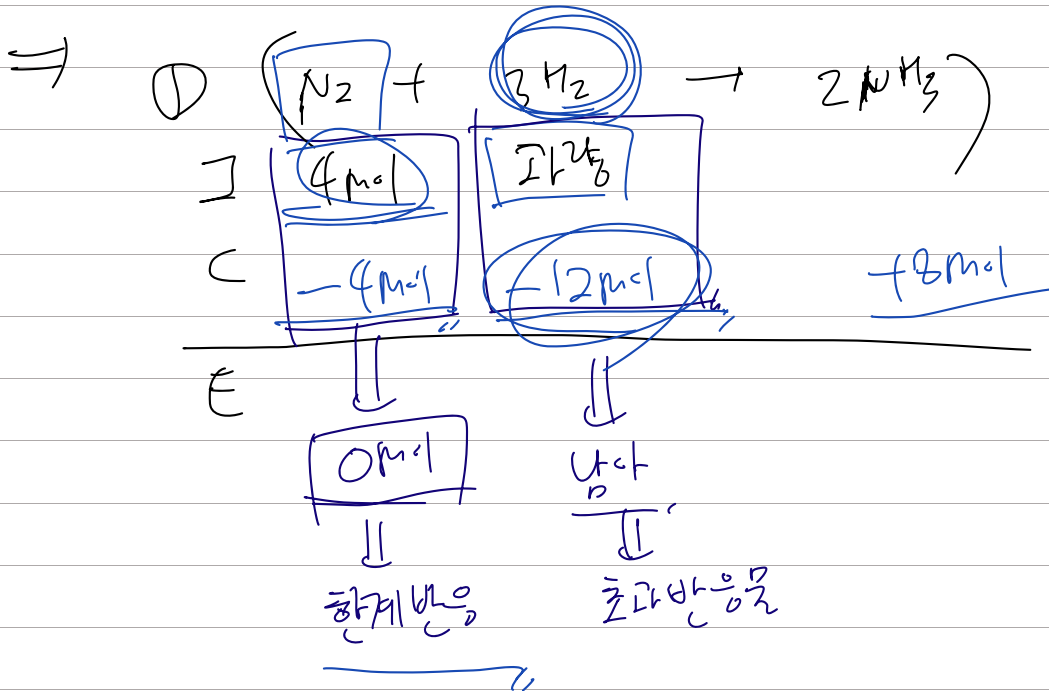 ⇒ ① (N2 + 3H2 → 2NH3)
I 4mol 과량
C -4mol -12mol +8mol
E
0mol 남아
한계반응 초과반응물